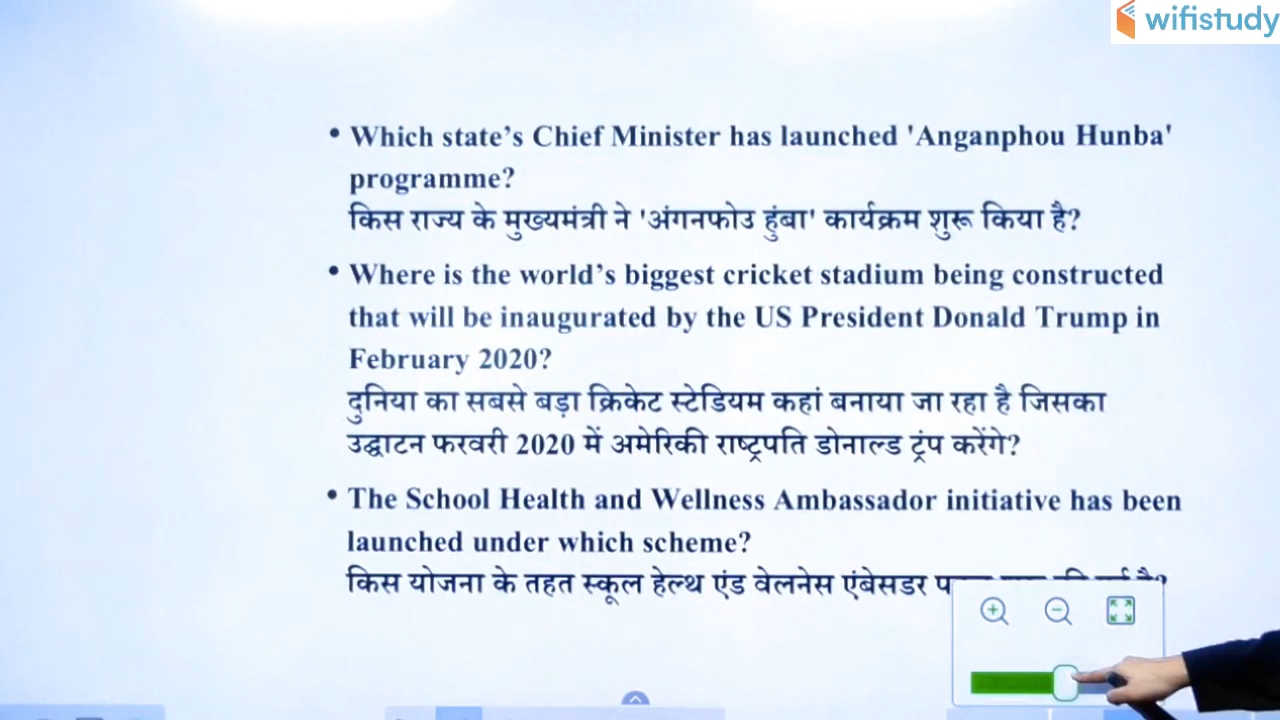 wifistudy
• Which state’s Chief Minister has launched 'Anganphou Hunba'
programme?
किस राज्य के मुख्यमंत्री ने 'अंगनफोउ हुंबा' कार्यक्रम शुरू किया है?
• Where is the world’s biggest cricket stadium being constructed
that will be inaugurated by the US President Donald Trump in
February 2020?
दुनिया का सबसे बड़ा क्रिकेट स्टेडियम कहां बनाया जा रहा है जिसका
उद्घाटन फरवरी 2020 में अमेरिकी राष्ट्रपति डोनाल्ड ट्रंप करेंगे?
• The School Health and Wellness Ambassador initiative has been
launched under which scheme?
किस योजना के तहत स्कूल हेल्थ एंड वेलनेस एंबेसडर